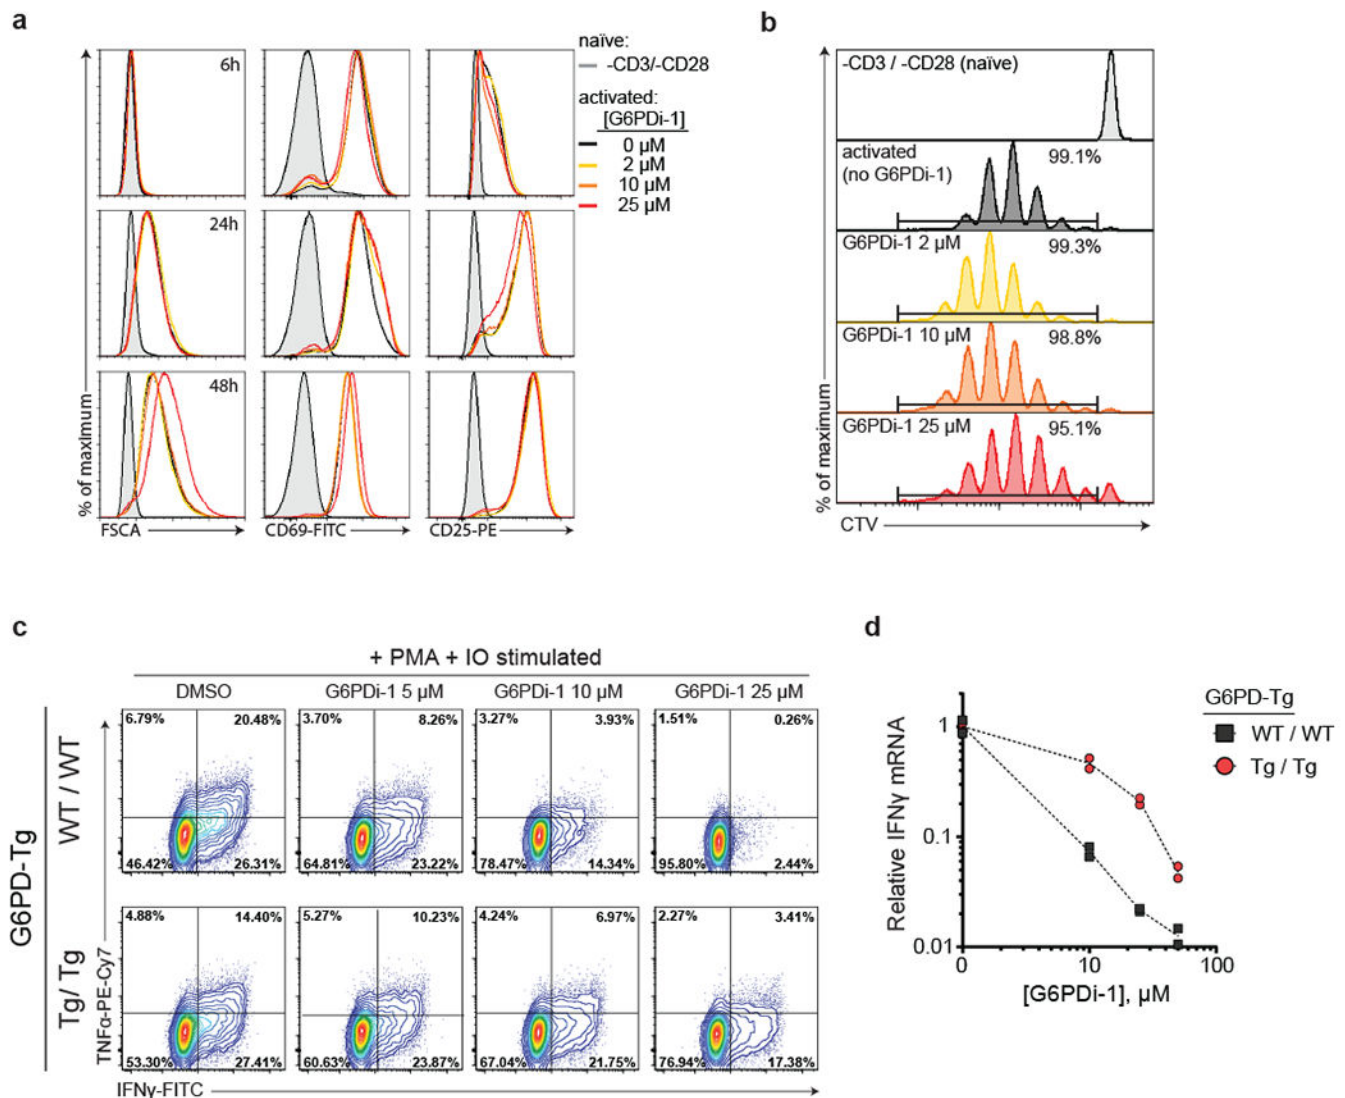 a
6h
24h
48h
% of maximum
FSCA
CD69-FITC
CD25-PE
naïve:
-CD3/-CD28
activated:
[G6PDi-1]
0 µM
2 µM
10 µM
25 µM
b
-CD3 / -CD28 (naïve)
activated
(no G6PDi-1)
99.1%
G6PDi-1 2 µM
99.3%
G6PDi-1 10 µM
98.8%
G6PDi-1 25 µM
95.1%
% of maximum
CTV
c
+ PMA + IO stimulated
DMSO
G6PDi-1 5 µM
G6PDi-1 10 µM
G6PDi-1 25 µM
G6PD-Tg
WT / WT
6.79% 20.48%
46.42% 26.31%
3.70% 8.26%
64.81% 23.22%
3.27% 3.93%
78.47% 14.34%
1.51% 0.26%
95.80% 2.44%
Tg/ Tg
TNFα-PE-Cy7
4.88% 14.40%
53.30% 27.41%
5.27% 10.23%
60.63% 23.87%
4.24% 6.97%
67.04% 21.75%
2.27% 3.41%
76.94% 17.38%
IFNγ-FITC
d
Relative IFNγ mRNA
1
0.1
0.01
0
10
100
[G6PDi-1], µM
G6PD-Tg
WT / WT
Tg / Tg